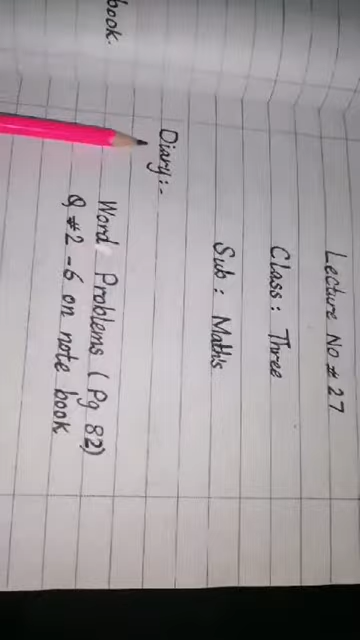 Lecture No # 27
Class : Three
Sub : Maths
Diary:-
Word Problems (Pg 82)
Q # 2 - 6 on note book
book.